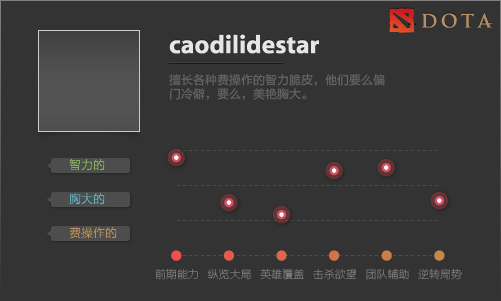 DOTA
caodilidestar
擅长各种费操作的智力脆皮，他们要么偏
门冷僻，要么，美艳胸大。
智力的
胸大的
费操作的
前期能力 纵览大局 英雄覆盖 击杀欲望 团队辅助 逆转局势